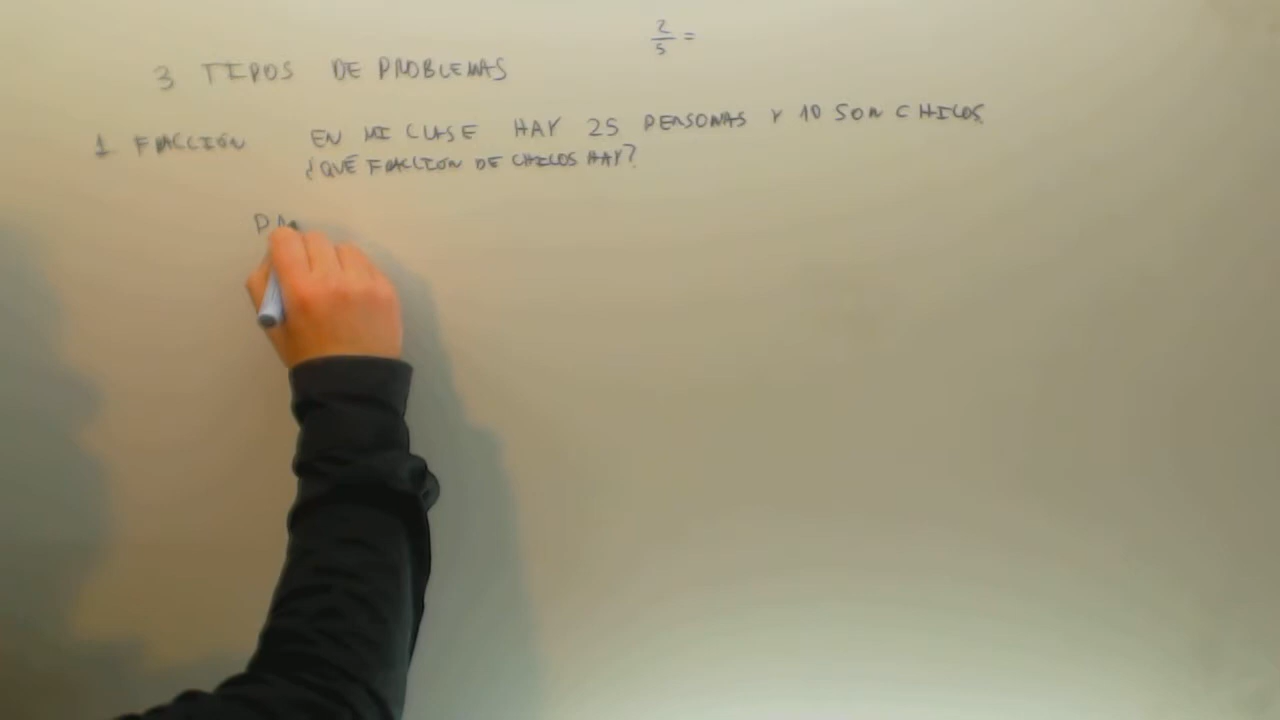 2/5 =
3 TIPOS DE PROBLEMAS
1 FRACCIÓN EN MI CLASE HAY 25 PERSONAS Y 10 SON CHICOS.
¿QUÉ FRACCIÓN DE CHICOS HAY?